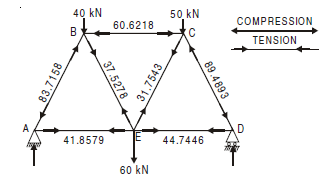 40 kN
50 kN
60.6218
COMPRESSION
TENSION
B
C
83.7158
37.5278
31.7543
89.4893
A
E
D
41.8579
44.7446
60 kN